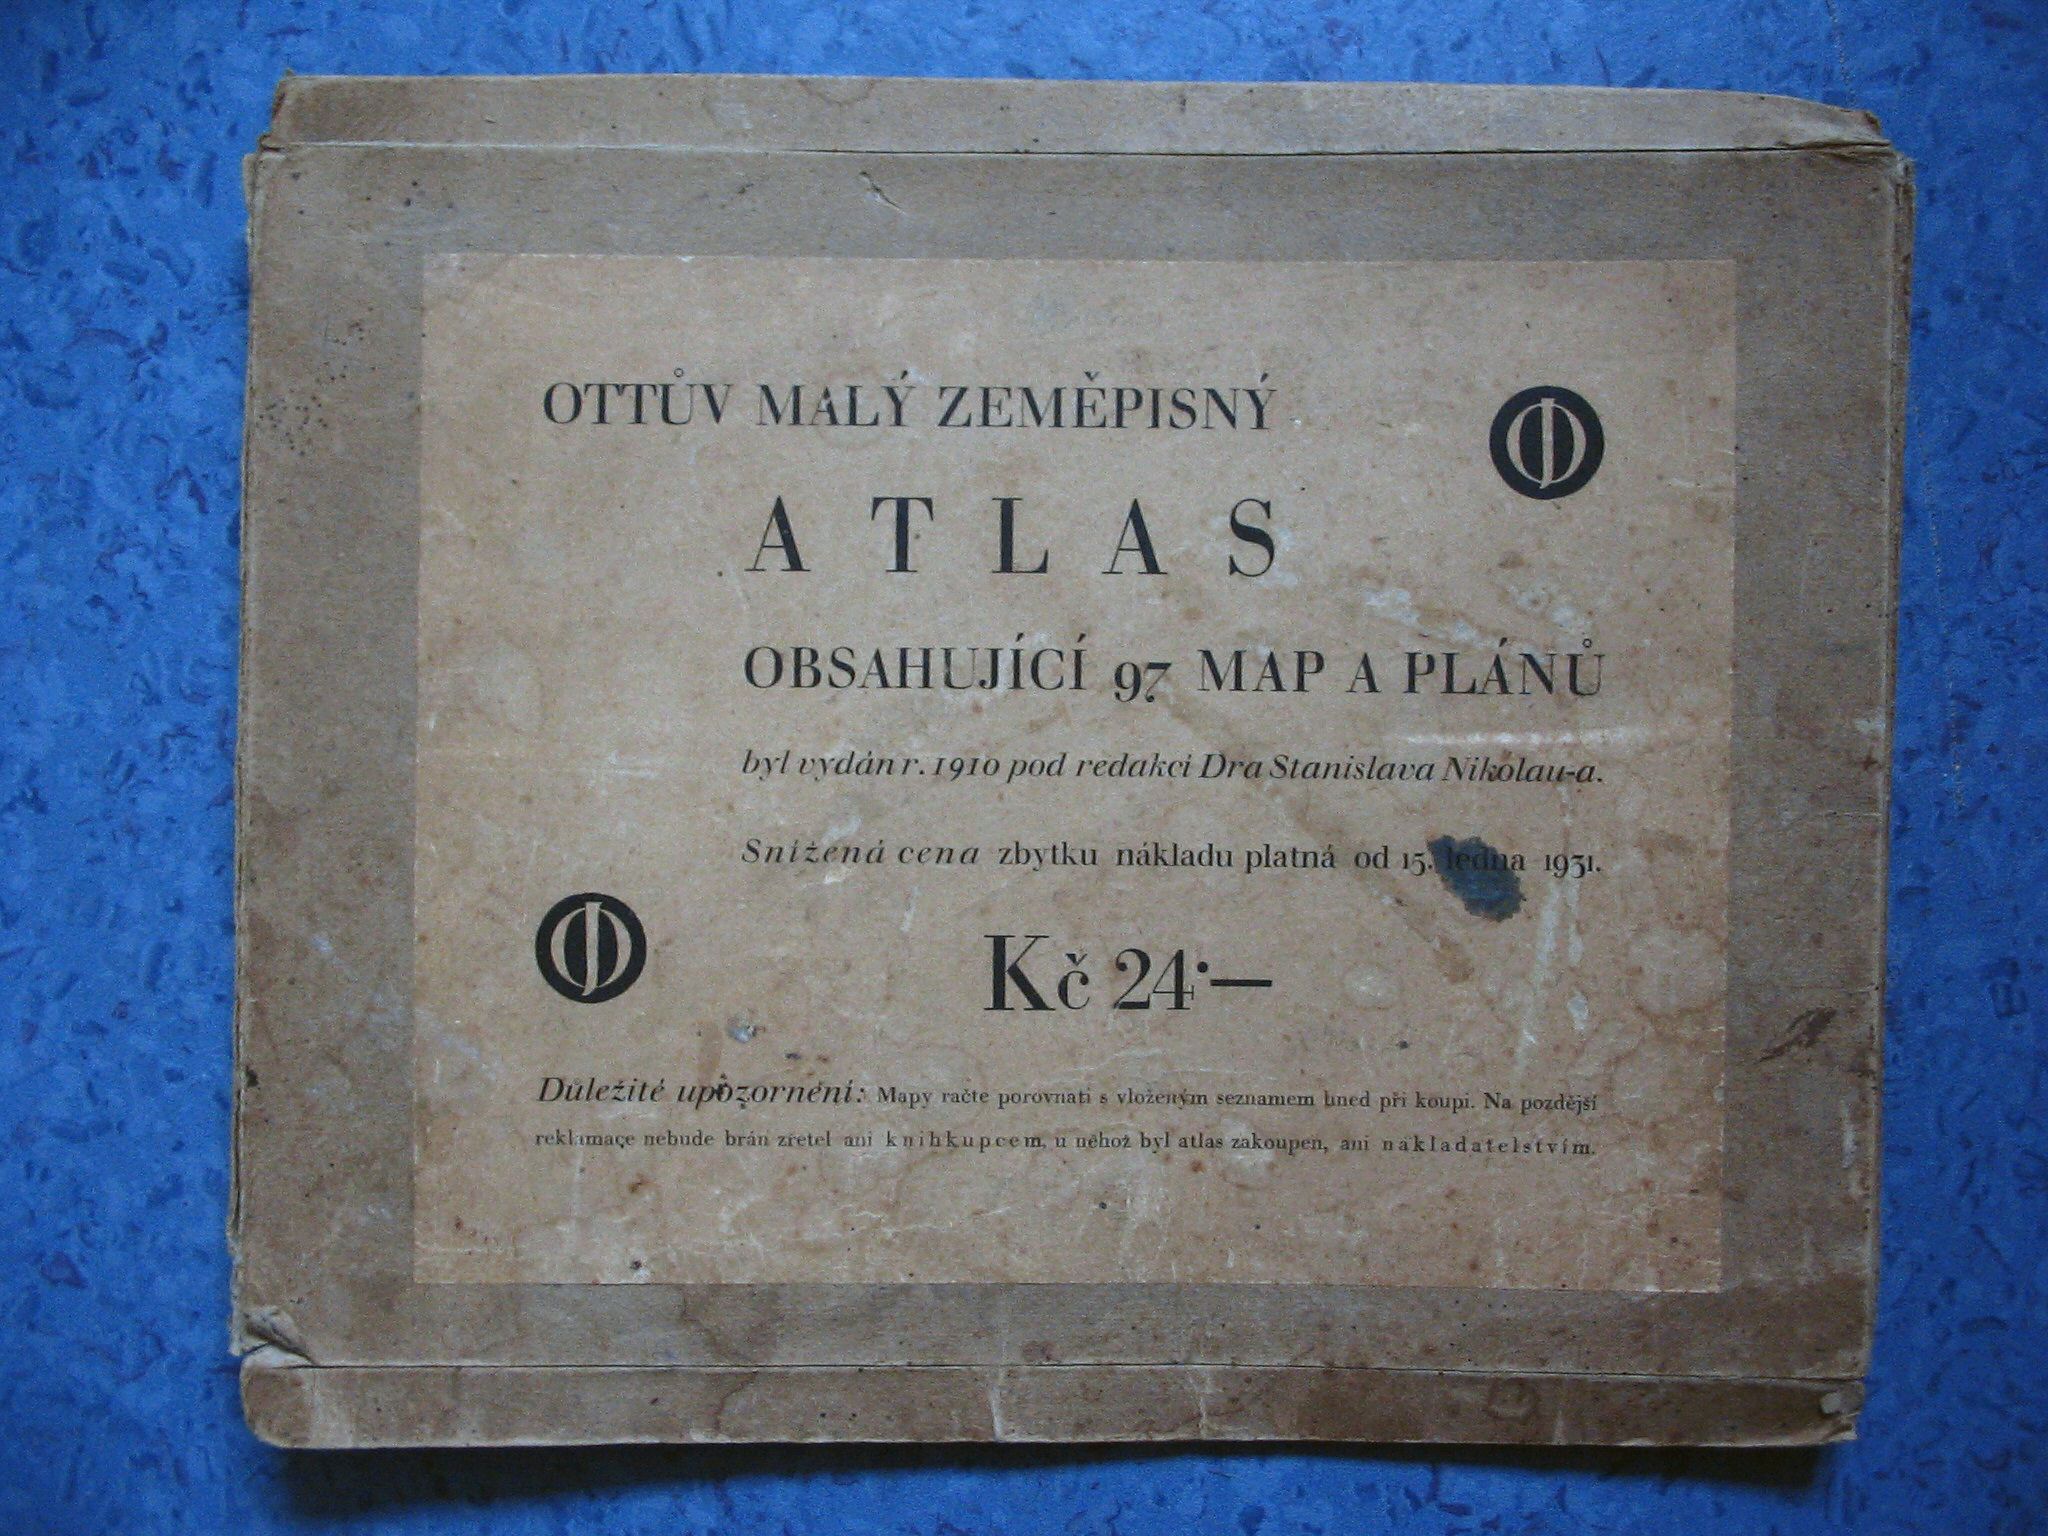 OTTŮV MALÝ ZEMĚPISNÝ
ATLAS
OBSAHUJÍCÍ 97 MAP A PLÁNŮ
byl vydán r. 1910 pod redakcí Dra Stanislava Nikolau-a.
Snížená cena zbytku nákladu platná od 15. ledna 1931.
Kč 24·—
Důležité upozornění: Mapy račte porovnati s vloženým seznamem hned při koupi. Na pozdější
reklamace nebude brán zřetel ani knihkupcem, u něhož byl atlas zakoupen, ani nakladatelstvím.